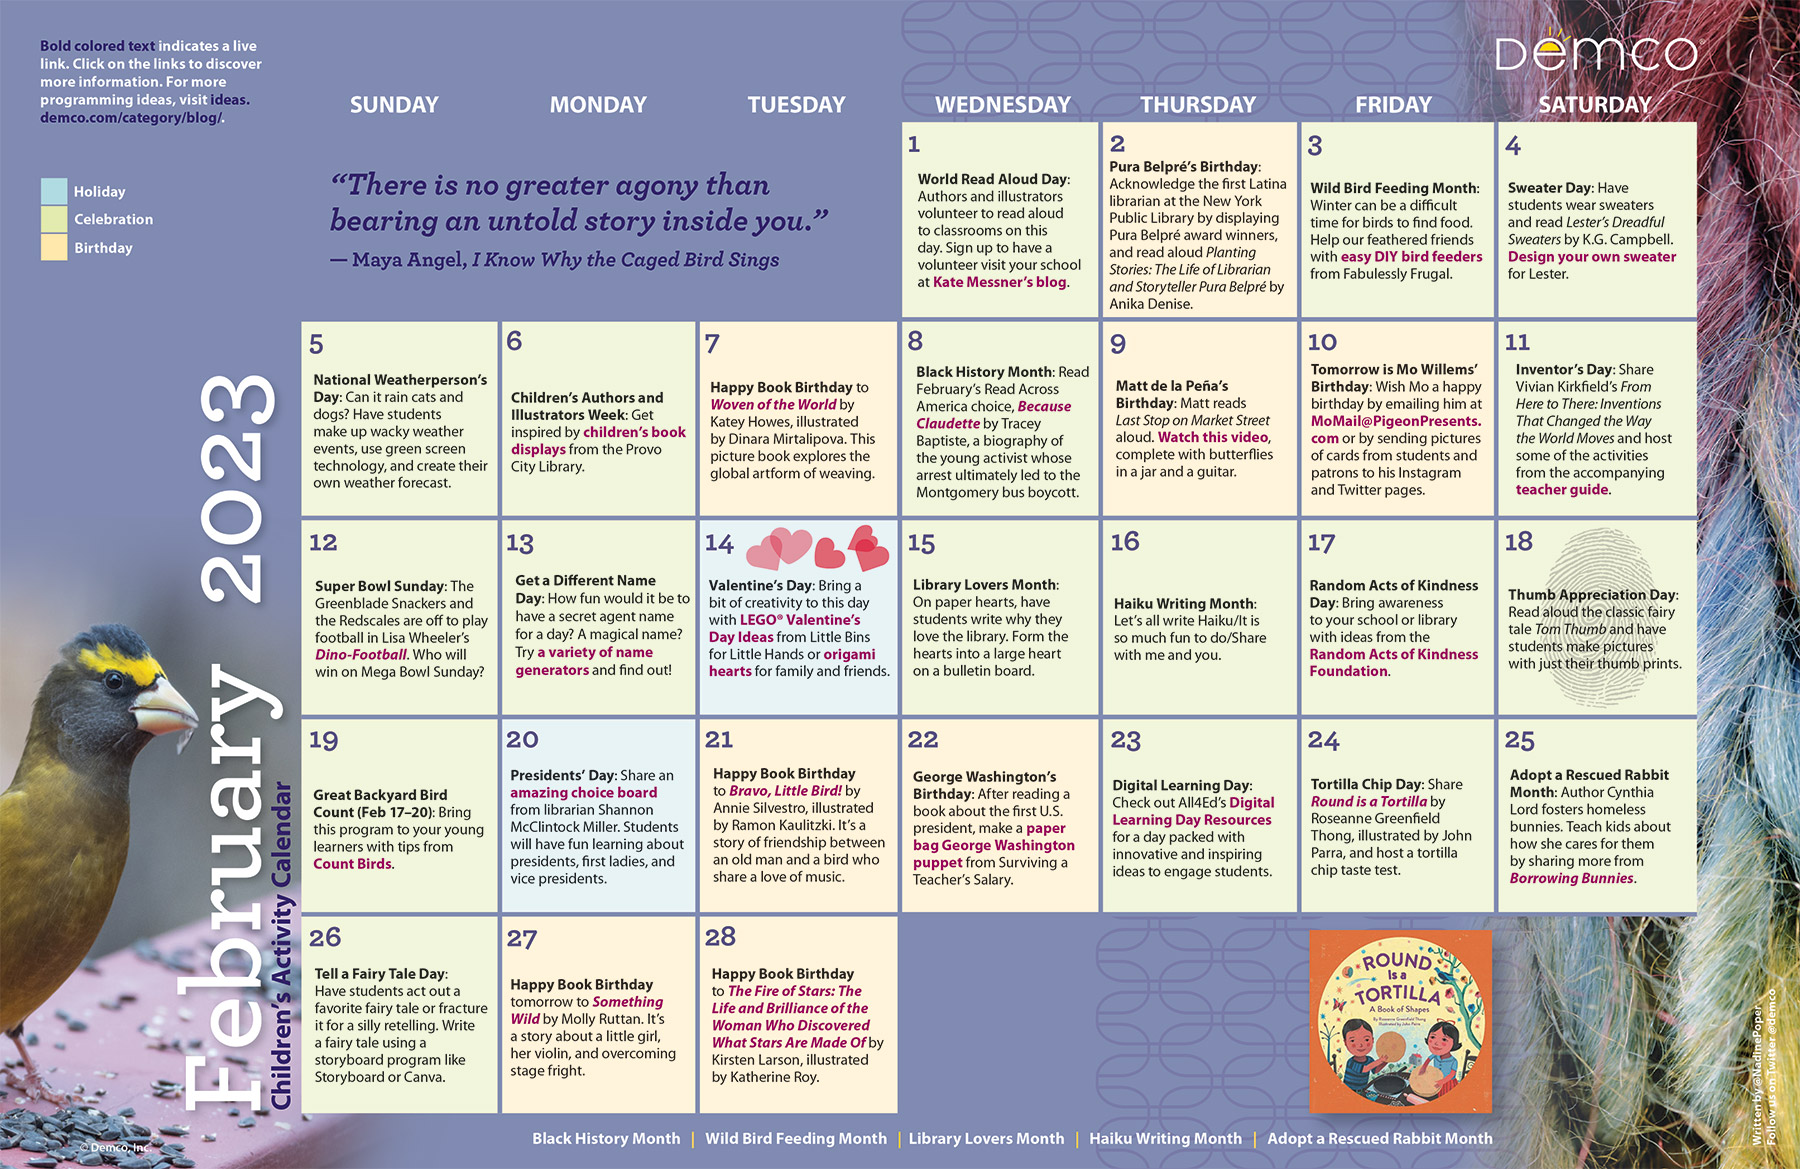 Bold colored text indicates a live
link. Click on the links to discover
more information. For more
programming ideas, visit ideas.
demco.com/category/blog/.
Holiday
Celebration
Birthday
Demco
SUNDAY
MONDAY
TUESDAY
WEDNESDAY
THURSDAY
FRIDAY
SATURDAY
“There is no greater agony than
bearing an untold story inside you.”
— Maya Angel, I Know Why the Caged Bird Sings
1
World Read Aloud Day:
Authors and illustrators
volunteer to read aloud
to classrooms on this
day. Sign up to have a
volunteer visit your school
at Kate Messner’s blog.
2
Pura Belpré’s Birthday:
Acknowledge the first Latina
librarian at the New York
Public Library by displaying
Pura Belpré award winners,
and read aloud Planting
Stories: The Life of Librarian
and Storyteller Pura Belpré by
Anika Denise.
3
Wild Bird Feeding Month:
Winter can be a difficult
time for birds to find food.
Help our feathered friends
with easy DIY bird feeders
from Fabulessly Frugal.
4
Sweater Day: Have
students wear sweaters
and read Lester’s Dreadful
Sweaters by K.G. Campbell.
Design your own sweater
for Lester.
5
National Weatherperson’s
Day: Can it rain cats and
dogs? Have students
make up wacky weather
events, use green screen
technology, and create their
own weather forecast.
6
Children’s Authors and
Illustrators Week: Get
inspired by children’s book
displays from the Provo
City Library.
7
Happy Book Birthday to
Woven of the World by
Katey Howes, illustrated
by Dinara Mirtalipova. This
picture book explores the
global artform of weaving.
8
Black History Month: Read
February’s Read Across
America choice, Because
Claudette by Tracey
Baptiste, a biography of
the young activist whose
arrest ultimately led to the
Montgomery bus boycott.
9
Matt de la Peña’s
Birthday: Matt reads
Last Stop on Market Street
aloud. Watch this video,
complete with butterflies
in a jar and a guitar.
10
Tomorrow is Mo Willems’
Birthday: Wish Mo a happy
birthday by emailing him at
MoMail@PigeonPresents.
com or by sending pictures
of cards from students and
patrons to his Instagram
and Twitter pages.
11
Inventor’s Day: Share
Vivian Kirkfield’s From
Here to There: Inventions
That Changed the Way
the World Moves and host
some of the activities
from the accompanying
teacher guide.
12
Super Bowl Sunday: The
Greenblade Snackers and
the Redscales are off to play
football in Lisa Wheeler’s
Dino-Football. Who will
win on Mega Bowl Sunday?
13
Get a Different Name
Day: How fun would it be to
have a secret agent name
for a day? A magical name?
Try a variety of name
generators and find out!
14
Valentine’s Day: Bring a
bit of creativity to this day
with LEGO® Valentine’s
Day Ideas from Little Bins
for Little Hands or origami
hearts for family and friends.
15
Library Lovers Month:
On paper hearts, have
students write why they
love the library. Form the
hearts into a large heart
on a bulletin board.
16
Haiku Writing Month:
Let’s all write Haiku/It is
so much fun to do/Share
with me and you.
17
Random Acts of Kindness
Day: Bring awareness
to your school or library
with ideas from the
Random Acts of Kindness
Foundation.
18
Thumb Appreciation Day:
Read aloud the classic fairy
tale Tom Thumb and have
students make pictures
with just their thumb prints.
19
Great Backyard Bird
Count (Feb 17–20): Bring
this program to your young
learners with tips from
Count Birds.
20
Presidents’ Day: Share an
amazing choice board
from librarian Shannon
McClintock Miller. Students
will have fun learning about
presidents, first ladies, and
vice presidents.
21
Happy Book Birthday
to Bravo, Little Bird! by
Annie Silvestro, illustrated
by Ramon Kaulitzki. It’s a
story of friendship between
an old man and a bird who
share a love of music.
22
George Washington’s
Birthday: After reading a
book about the first U.S.
president, make a paper
bag George Washington
puppet from Surviving a
Teacher’s Salary.
23
Digital Learning Day:
Check out All4Ed’s Digital
Learning Day Resources
for a day packed with
innovative and inspiring
ideas to engage students.
24
Tortilla Chip Day: Share
Round is a Tortilla by
Roseanne Greenfield
Thong, illustrated by John
Parra, and host a tortilla
chip taste test.
25
Adopt a Rescued Rabbit
Month: Author Cynthia
Lord fosters homeless
bunnies. Teach kids about
how she cares for them
by sharing more from
Borrowing Bunnies.
26
Tell a Fairy Tale Day:
Have students act out a
favorite fairy tale or fracture
it for a silly retelling. Write
a fairy tale using a
storyboard program like
Storyboard or Canva.
27
Happy Book Birthday
tomorrow to Something
Wild by Molly Ruttan. It’s
a story about a little girl,
her violin, and overcoming
stage fright.
28
Happy Book Birthday
to The Fire of Stars: The
Life and Brilliance of the
Woman Who Discovered
What Stars Are Made Of by
Kirsten Larson, illustrated
by Katherine Roy.
ROUND
is a
TORTILLA
A Book of Shapes
By Roseanne Greenfield Thong
Illustrated by John Parra
February 2023
Children’s Activity Calendar
Black History Month | Wild Bird Feeding Month | Library Lovers Month | Haiku Writing Month | Adopt a Rescued Rabbit Month
Written by @NadinePoper
Follow us on Twitter @demco
© Demco, Inc.